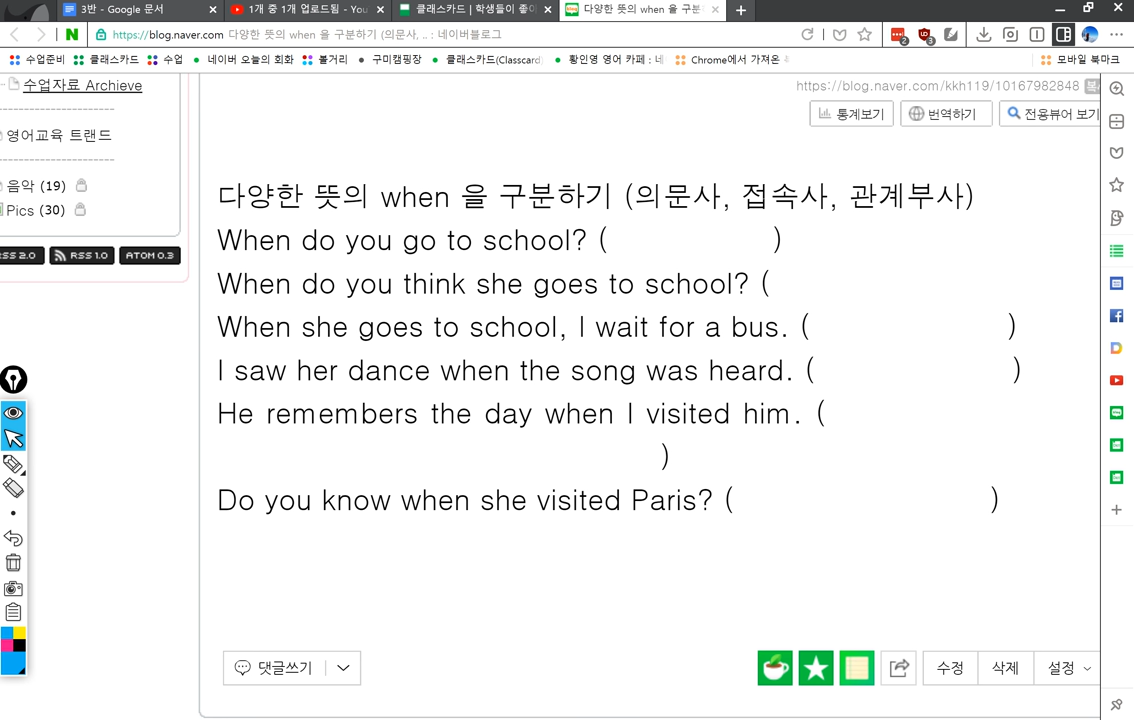 3반 - Google 문서
1개 중 1개 업로드됨 - You
클래스카드 | 학생들이 좋아
다양한 뜻의 when 을 구분
https://blog.naver.com 다양한 뜻의 when 을 구분하기 (의문사, .. : 네이버블로그
수업준비 클래스카드 수업 네이버 오늘의 회화 볼거리 구미캠핑장 클래스카드(Classcard) 황인영 영어 카페 : 네 Chrome에서 가져온 모바일 북마크
수업자료 Archieve
영어교육 트랜드
음악 (19)
Pics (30)
RSS 2.0 RSS 1.0 ATOM 0.3
https://blog.naver.com/kkh119/10167982848
통계보기 번역하기 전용뷰어 보기
다양한 뜻의 when 을 구분하기 (의문사, 접속사, 관계부사)
When do you go to school? ( )
When do you think she goes to school? (
When she goes to school, I wait for a bus. ( )
I saw her dance when the song was heard. ( )
He remembers the day when I visited him. (
)
Do you know when she visited Paris? ( )
댓글쓰기
수정 삭제 설정